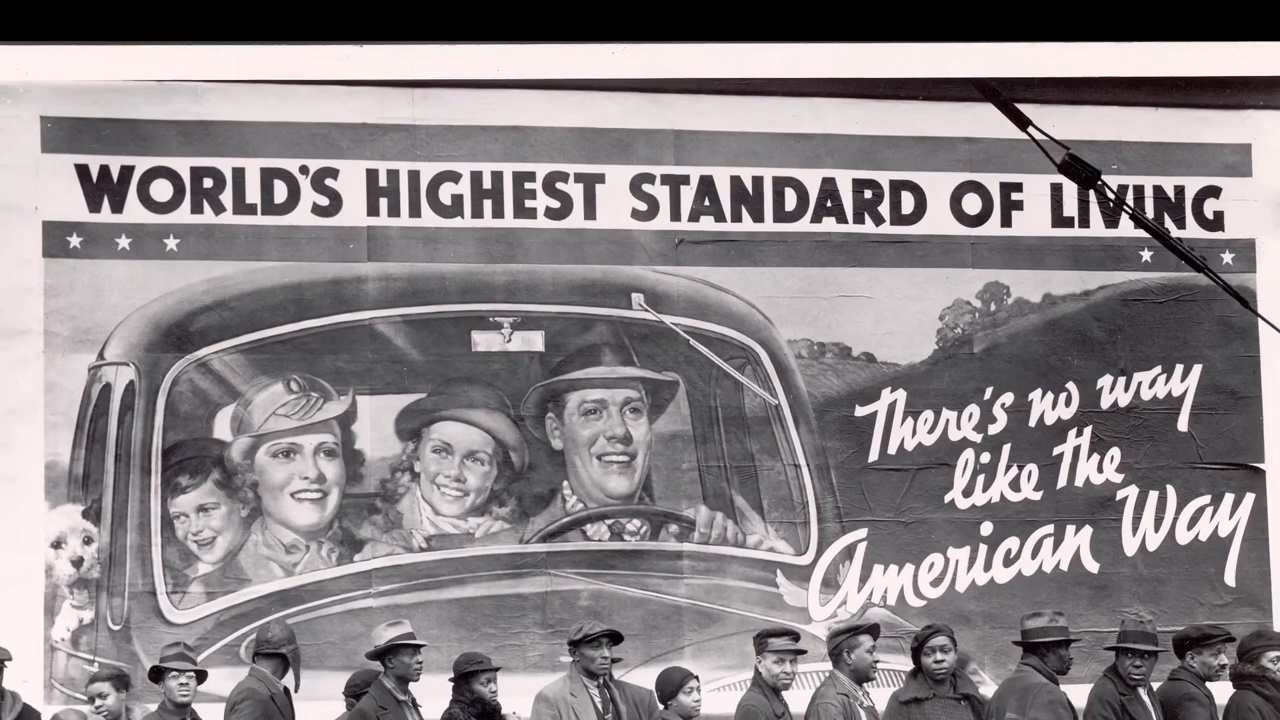 WORLD'S HIGHEST STANDARD OF LIVING
There's no way
like the
American Way